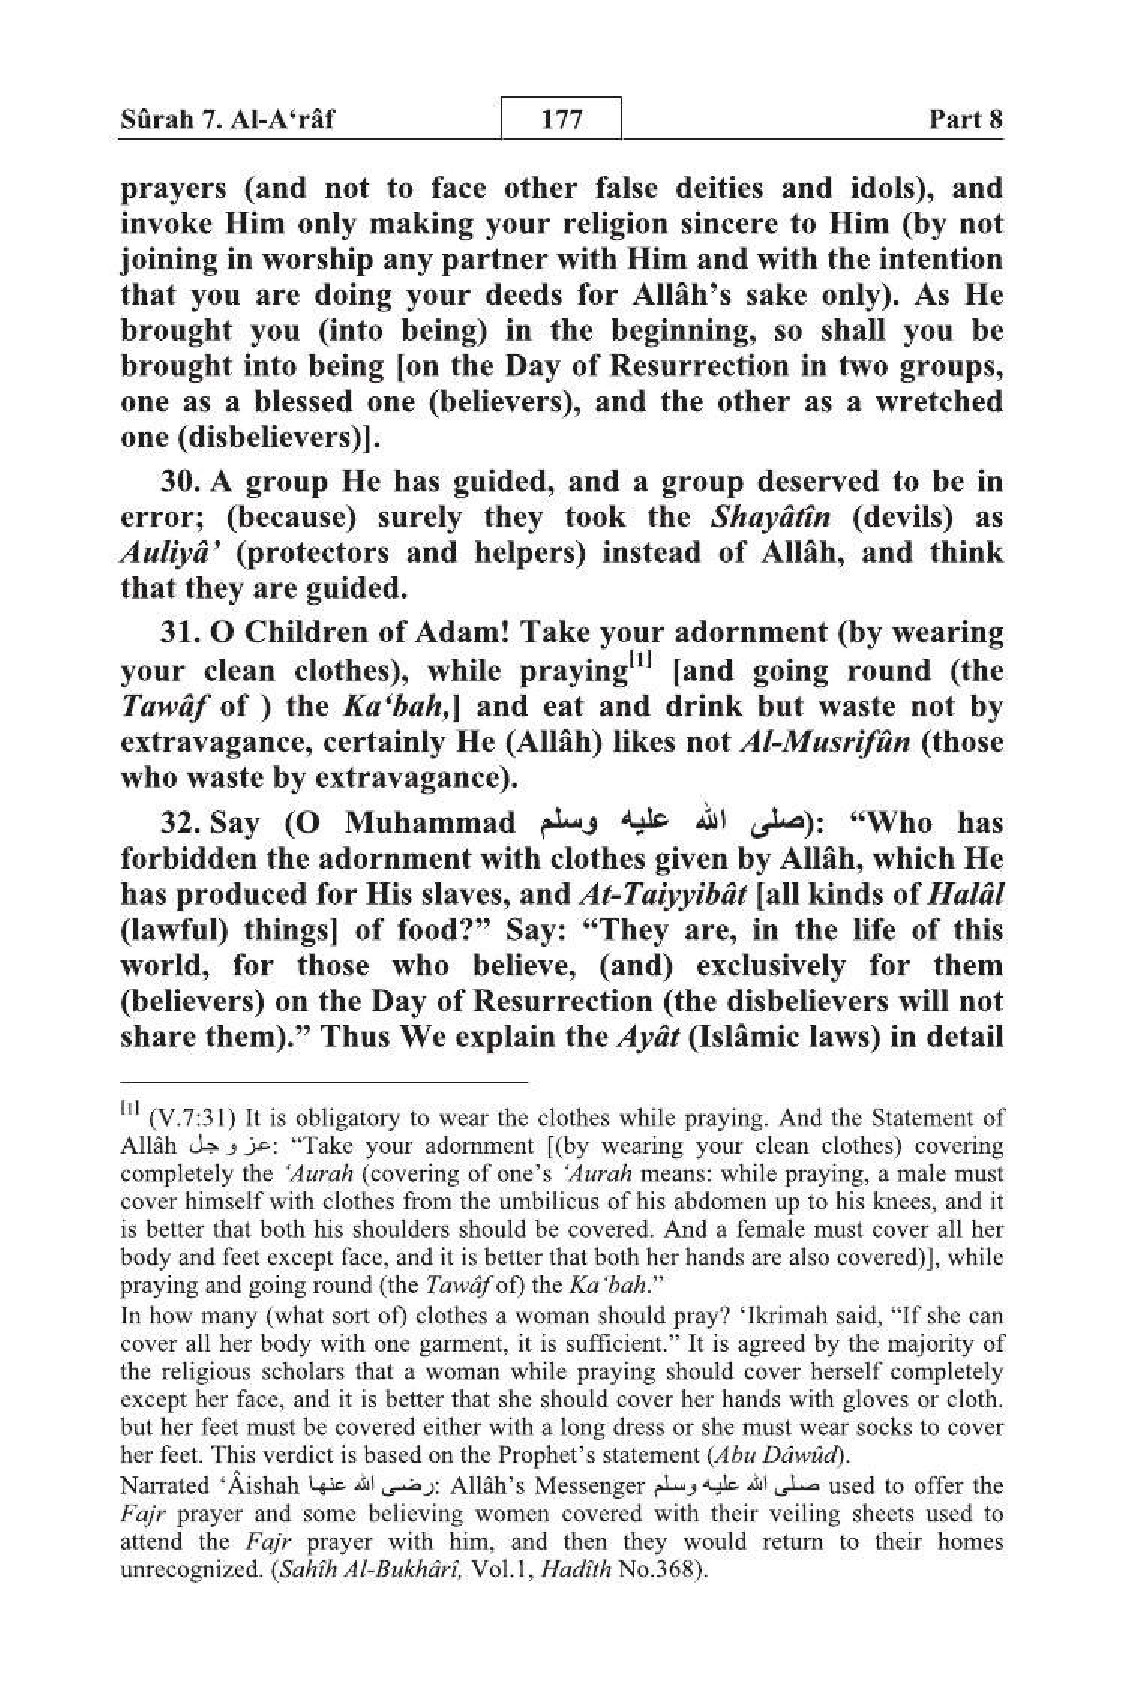 Sûrah 7. Al-A‘râf 177 Part 8
prayers (and not to face other false deities and idols), and
invoke Him only making your religion sincere to Him (by not
joining in worship any partner with Him and with the intention
that you are doing your deeds for Allâh’s sake only). As He
brought you (into being) in the beginning, so shall you be
brought into being [on the Day of Resurrection in two groups,
one as a blessed one (believers), and the other as a wretched
one (disbelievers)].
30. A group He has guided, and a group deserved to be in
error; (because) surely they took the Shayâtîn (devils) as
Auliyâ’ (protectors and helpers) instead of Allâh, and think
that they are guided.
31. O Children of Adam! Take your adornment (by wearing
your clean clothes), while praying[1] [and going round (the
Tawâf of ) the Ka‘bah,] and eat and drink but waste not by
extravagance, certainly He (Allâh) likes not Al-Musrifûn (those
who waste by extravagance).
32. Say (O Muhammad صلى الله عليه وسلم): “Who has
forbidden the adornment with clothes given by Allâh, which He
has produced for His slaves, and At-Taiyyibât [all kinds of Halâl
(lawful) things] of food?” Say: “They are, in the life of this
world, for those who believe, (and) exclusively for them
(believers) on the Day of Resurrection (the disbelievers will not
share them).” Thus We explain the Ayât (Islâmic laws) in detail
[1] (V.7:31) It is obligatory to wear the clothes while praying. And the Statement of
Allâh عز و جل: “Take your adornment [(by wearing your clean clothes) covering
completely the ‘Aurah (covering of one’s ‘Aurah means: while praying, a male must
cover himself with clothes from the umbilicus of his abdomen up to his knees, and it
is better that both his shoulders should be covered. And a female must cover all her
body and feet except face, and it is better that both her hands are also covered)], while
praying and going round (the Tawâf of) the Ka‘bah.”
In how many (what sort of) clothes a woman should pray? ‘Ikrimah said, “If she can
cover all her body with one garment, it is sufficient.” It is agreed by the majority of
the religious scholars that a woman while praying should cover herself completely
except her face, and it is better that she should cover her hands with gloves or cloth.
but her feet must be covered either with a long dress or she must wear socks to cover
her feet. This verdict is based on the Prophet’s statement (Abu Dâwûd).
Narrated ‘Âishah رضى الله عنها: Allâh’s Messenger صلى الله عليه وسلم used to offer the
Fajr prayer and some believing women covered with their veiling sheets used to
attend the Fajr prayer with him, and then they would return to their homes
unrecognized. (Sahîh Al-Bukhârî, Vol.1, Hadîth No.368).